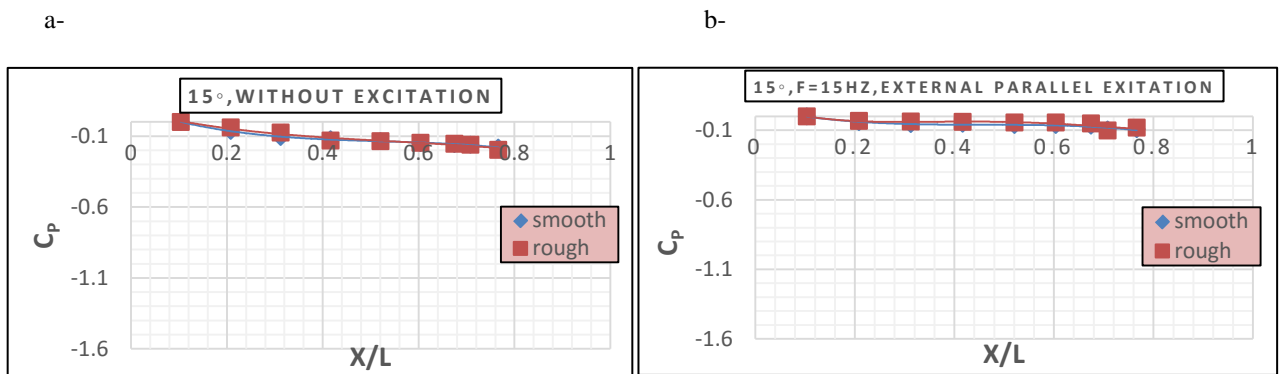 a-
b-
15◦,WITHOUT EXCITATION
-0.1
0 0.2 0.4 0.6 0.8 1
-0.6
-1.1
-1.6
CP
X/L
smooth
rough
15◦,F=15HZ,EXTERNAL PARALLEL EXITATION
-0.1
0 0.2 0.4 0.6 0.8 1
-0.6
-1.1
-1.6
CP
X/L
smooth
rough